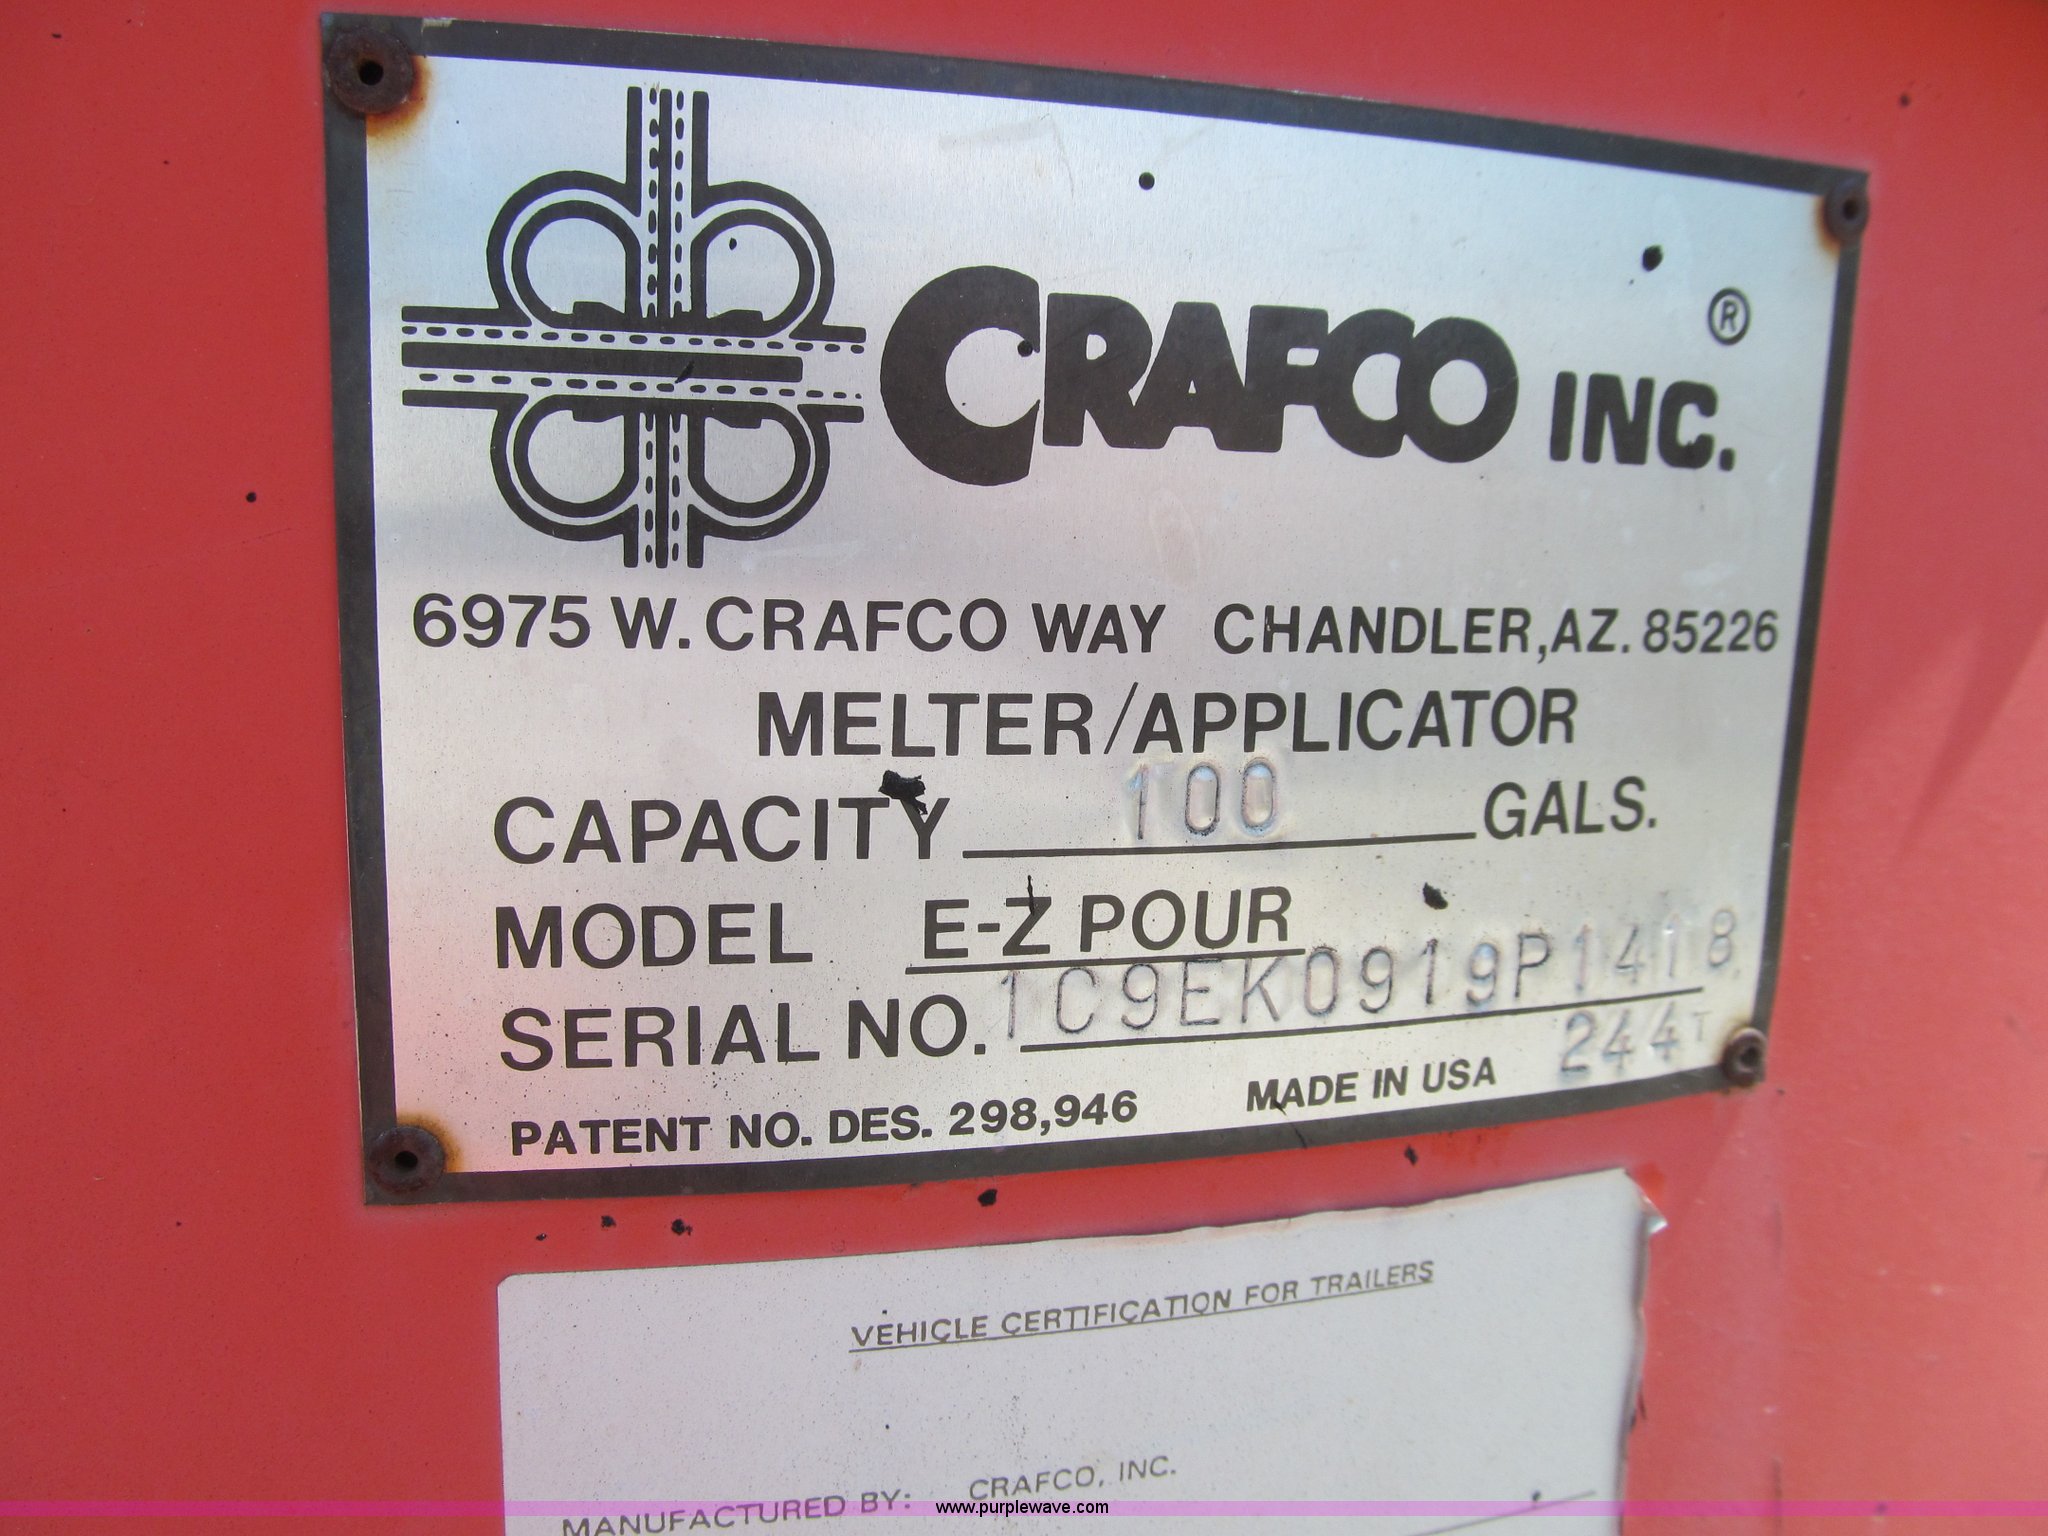 CRAFCO INC. ®
6975 W. CRAFCO WAY CHANDLER, AZ. 85226
MELTER/APPLICATOR
CAPACITY 100 GALS.
MODEL E-Z POUR
SERIAL NO. 1C9EK0919P1418
244T
PATENT NO. DES. 298,946 MADE IN USA
VEHICLE CERTIFICATION FOR TRAILERS
MANUFACTURED BY: CRAFCO, INC.
www.purplewave.com